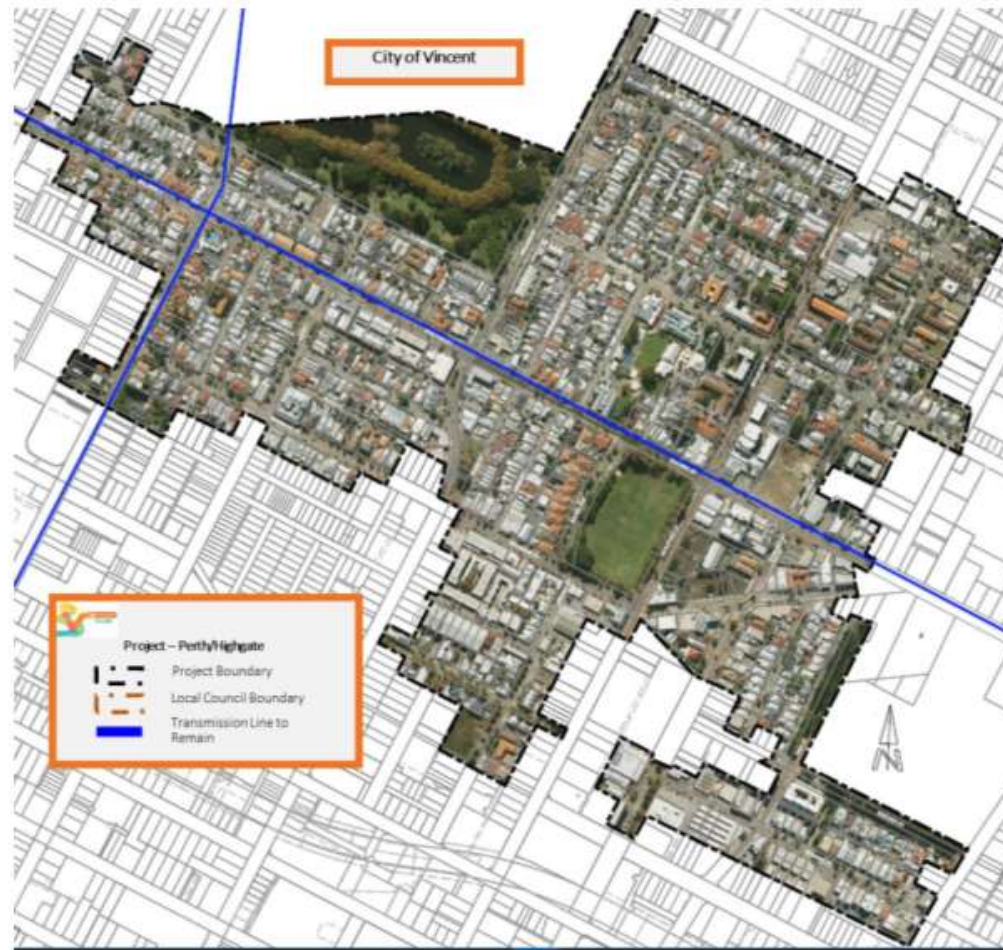 City of Vincent
Project – Perth/Highgate
Project Boundary
Local Council Boundary
Transmission Line to
Remain
N